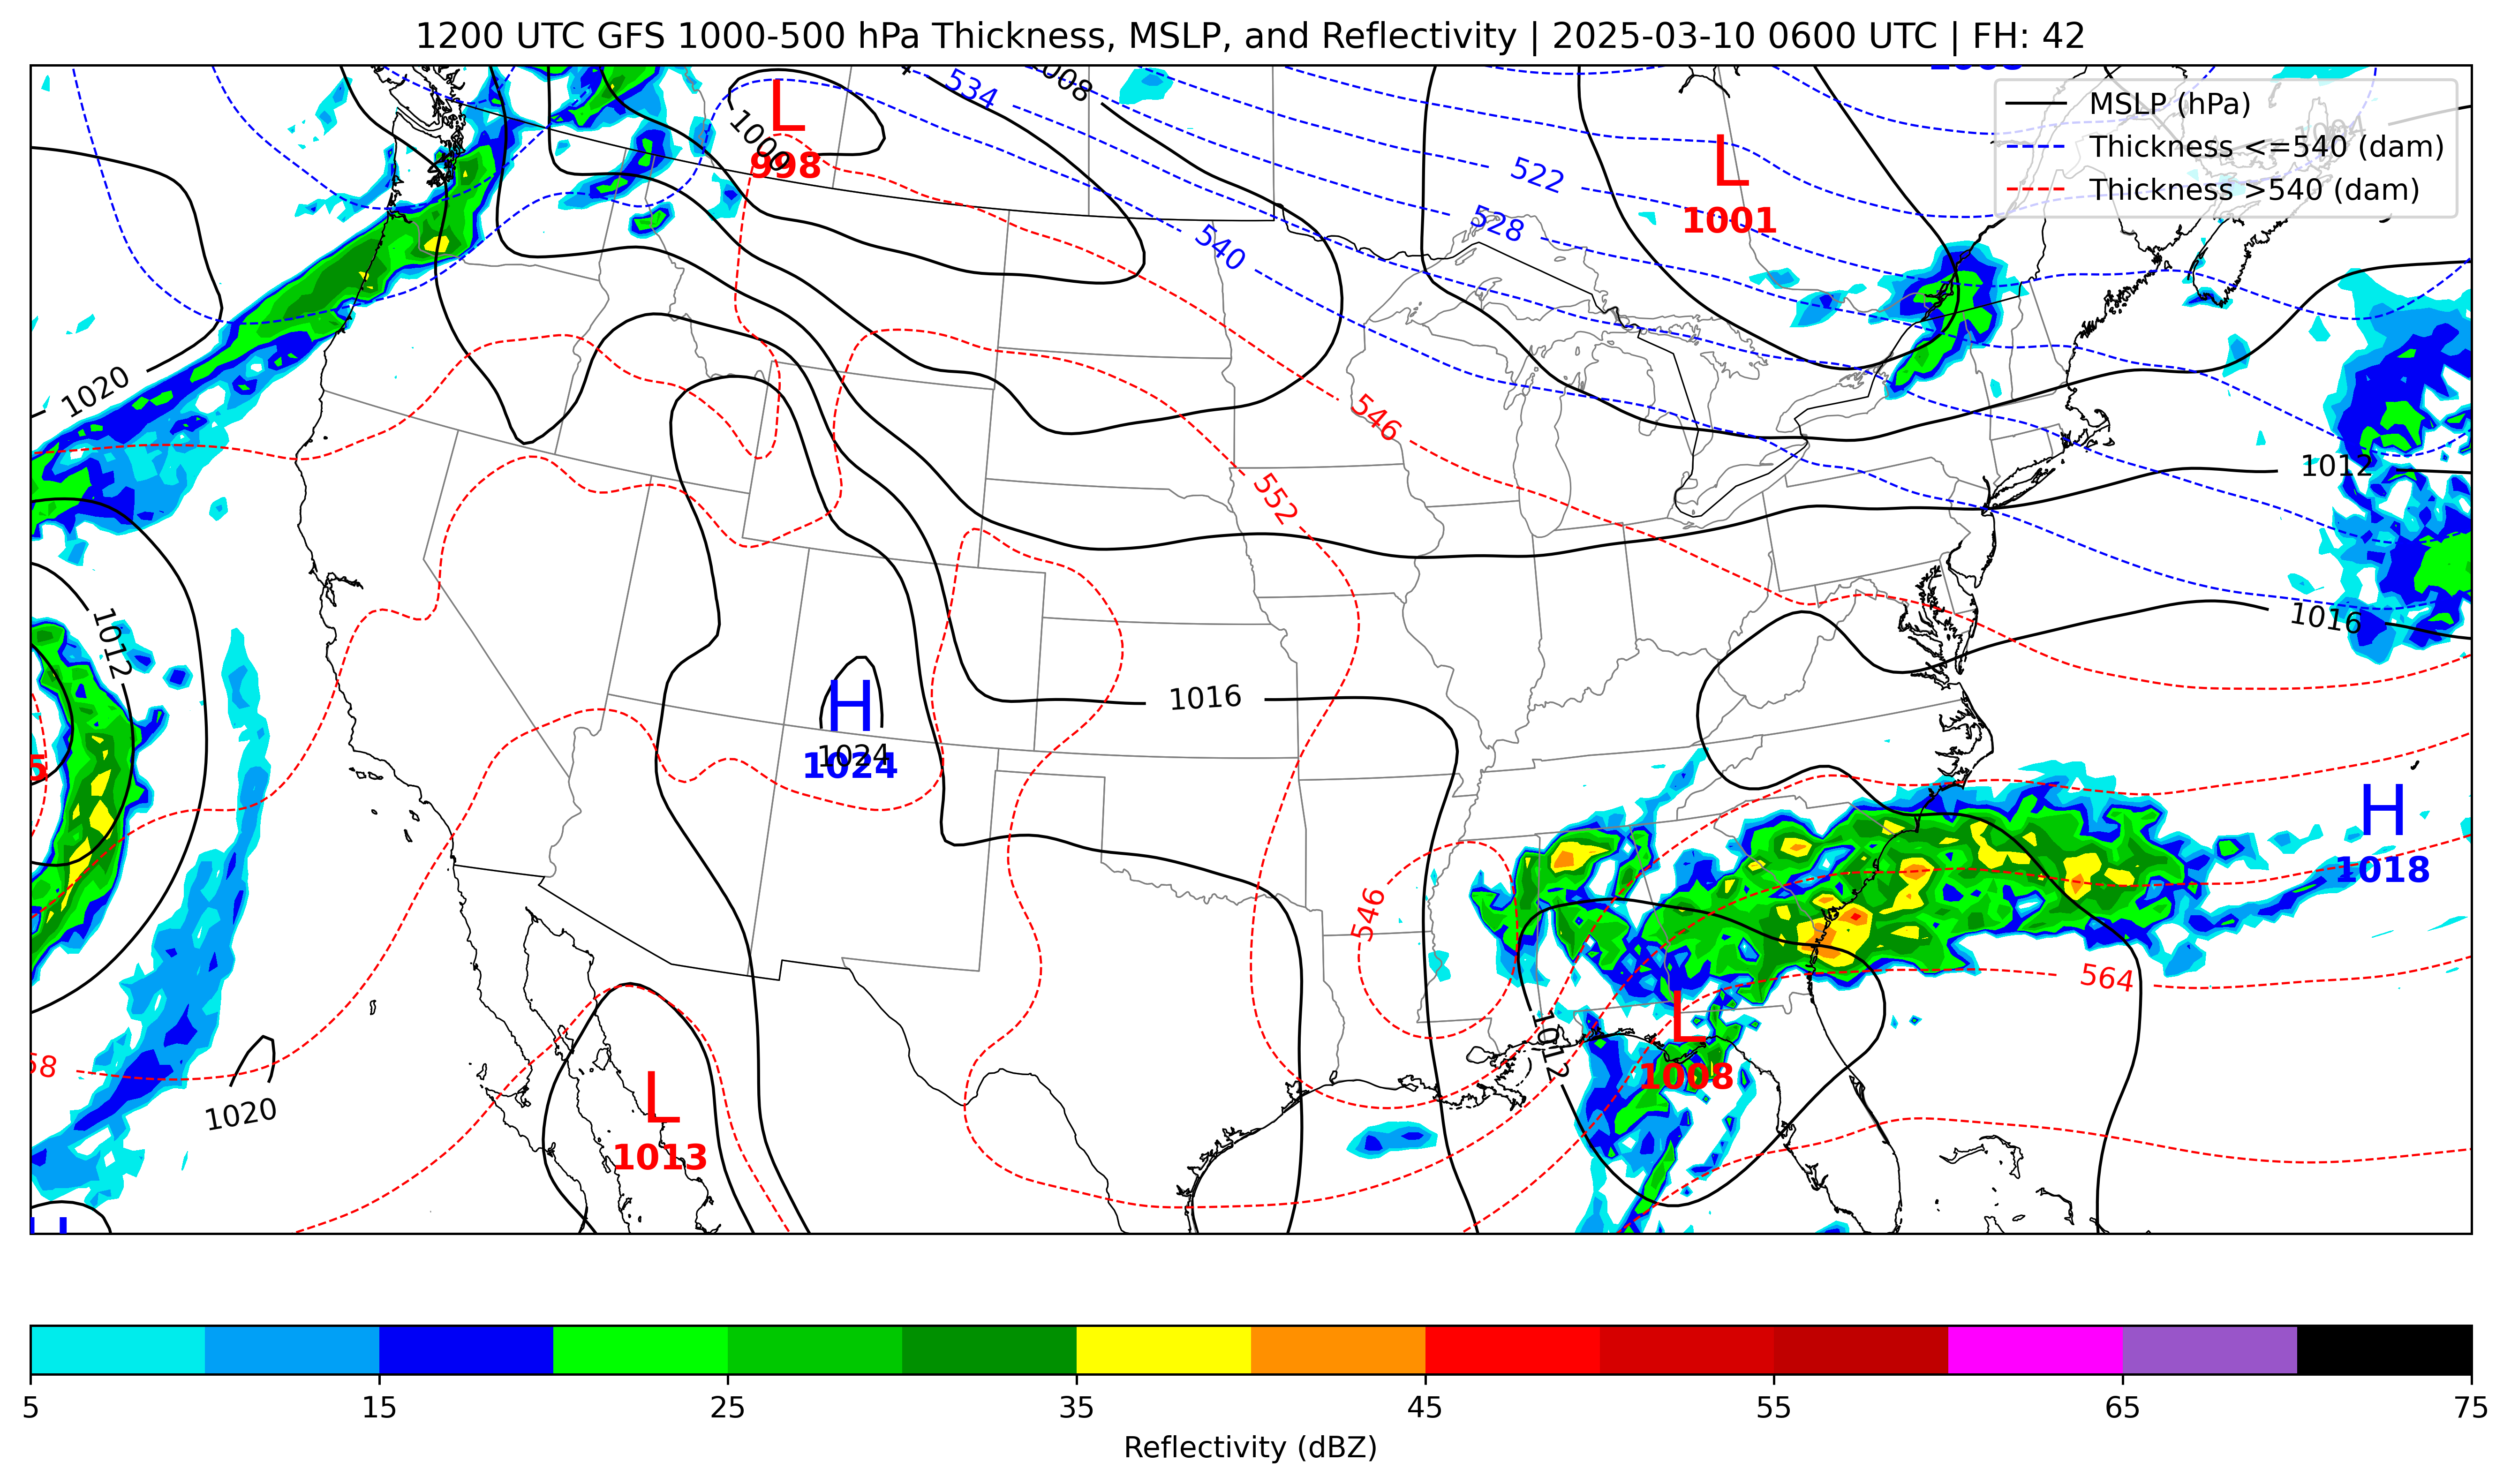 1200 UTC GFS 1000-500 hPa Thickness, MSLP, and Reflectivity | 2025-03-10 0600 UTC | FH: 42
MSLP (hPa)
Thickness <=540 (dam)
Thickness >540 (dam)
534
1008
L
998
1000
L
1001
1004
522
528
540
1020
546
552
1012
1012
1016
1016
H
1024
1024
H
1018
546
564
L
1008
1012
1020
L
1013
H
5 15 25 35 45 55 65 75
Reflectivity (dBZ)